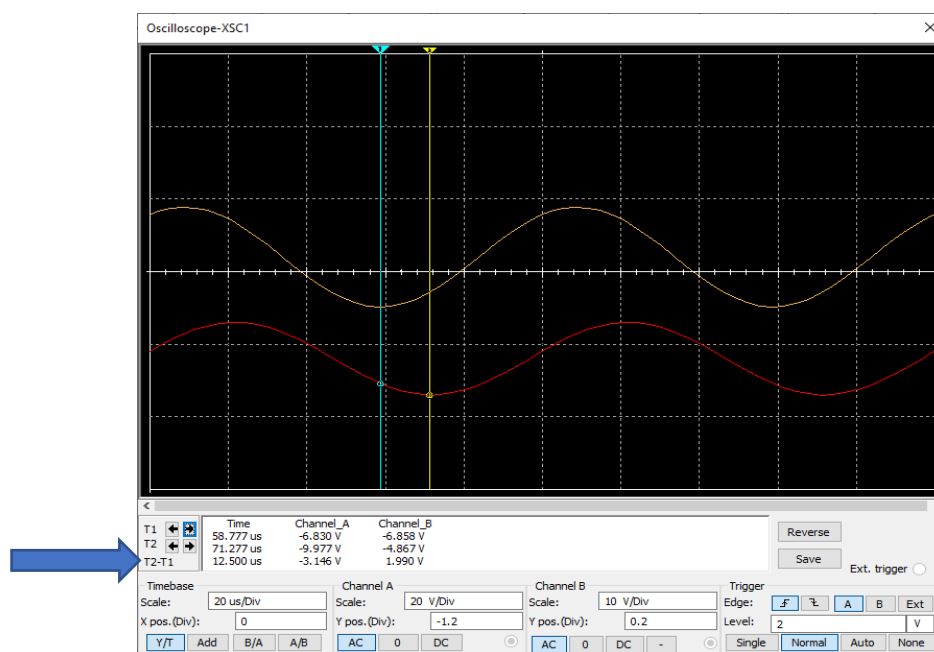 Oscilloscope-XSC1
1
2
T1
T2
T2-T1
Time Channel_A Channel_B
58.777 us -6.830 V -6.858 V
71.277 us -9.977 V -4.867 V
12.500 us -3.146 V 1.990 V
Reverse
Save
Ext. trigger
Timebase
Scale: 20 us/Div
X pos.(Div): 0
Y/T Add B/A A/B
Channel A
Scale: 20 V/Div
Y pos.(Div): -1.2
AC 0 DC
Channel B
Scale: 10 V/Div
Y pos.(Div): 0.2
AC 0 DC -
Trigger
Edge: A B Ext
Level: 2 V
Single Normal Auto None